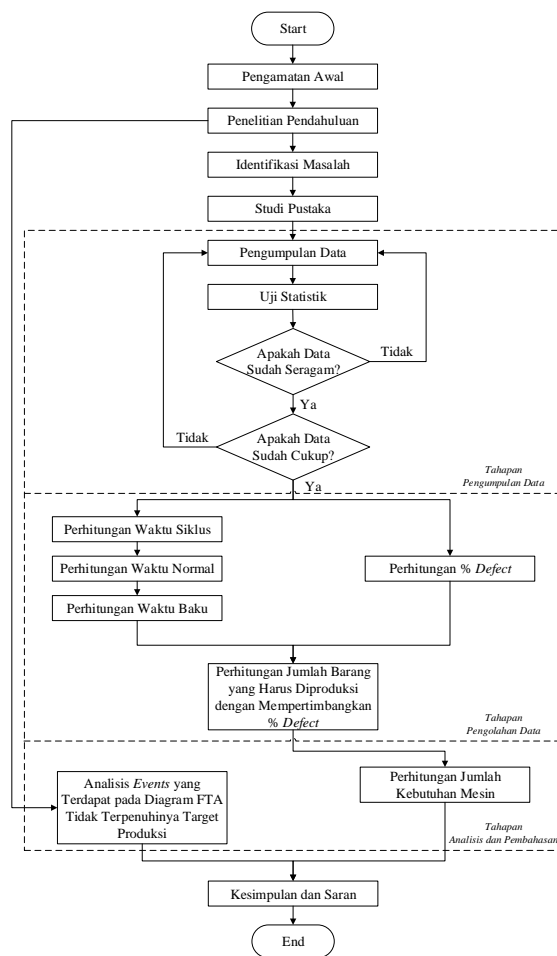 Start
Pengamatan Awal
Penelitian Pendahuluan
Identifikasi Masalah
Studi Pustaka
Pengumpulan Data
Uji Statistik
Apakah Data
Sudah Seragam?
Tidak
Ya
Apakah Data
Sudah Cukup?
Tidak
Ya
Tahapan
Pengumpulan Data
Perhitungan Waktu Siklus
Perhitungan Waktu Normal
Perhitungan Waktu Baku
Perhitungan % Defect
Perhitungan Jumlah Barang
yang Harus Diproduksi
dengan Mempertimbangkan
% Defect
Tahapan
Pengolahan Data
Analisis Events yang
Terdapat pada Diagram FTA
Tidak Terpenuhinya Target
Produksi
Perhitungan Jumlah
Kebutuhan Mesin
Tahapan
Analisis dan Pembahasan
Kesimpulan dan Saran
End